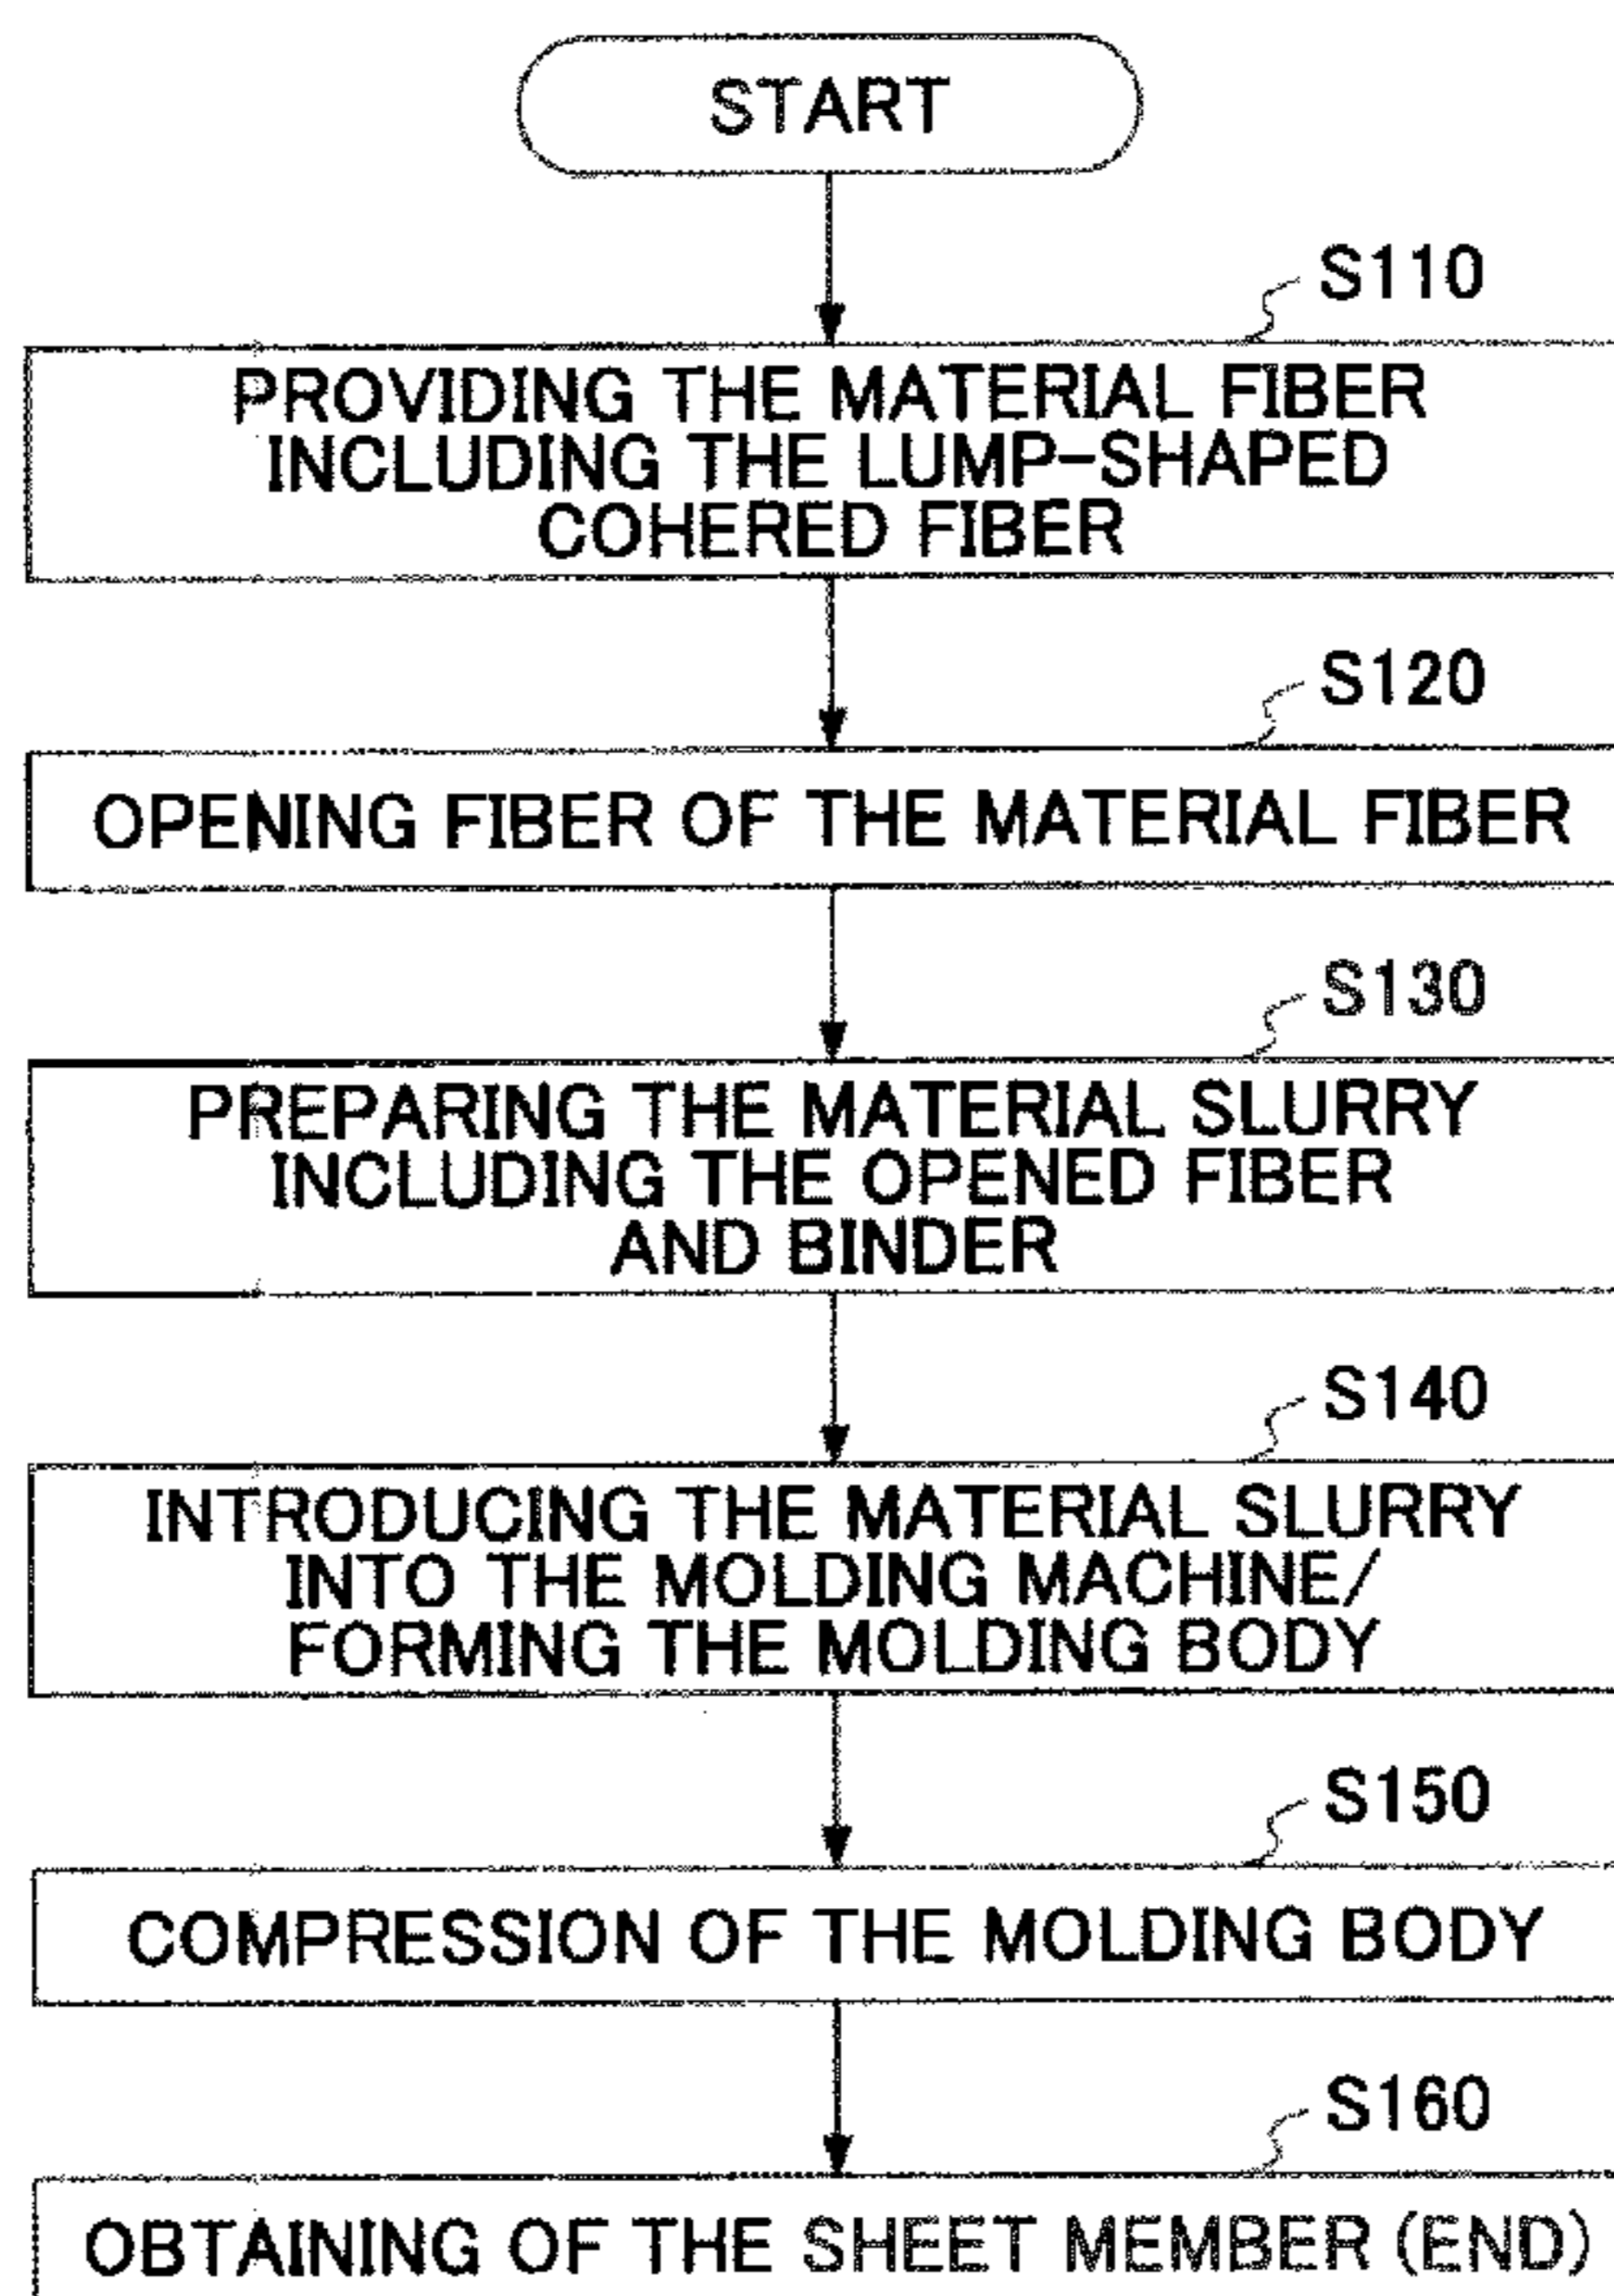 START
S110
PROVIDING THE MATERIAL FIBER
INCLUDING THE LUMP-SHAPED
COHERED FIBER
S120
OPENING FIBER OF THE MATERIAL FIBER
S130
PREPARING THE MATERIAL SLURRY
INCLUDING THE OPENED FIBER
AND BINDER
S140
INTRODUCING THE MATERIAL SLURRY
INTO THE MOLDING MACHINE/
FORMING THE MOLDING BODY
S150
COMPRESSION OF THE MOLDING BODY
S160
OBTAINING OF THE SHEET MEMBER (END)